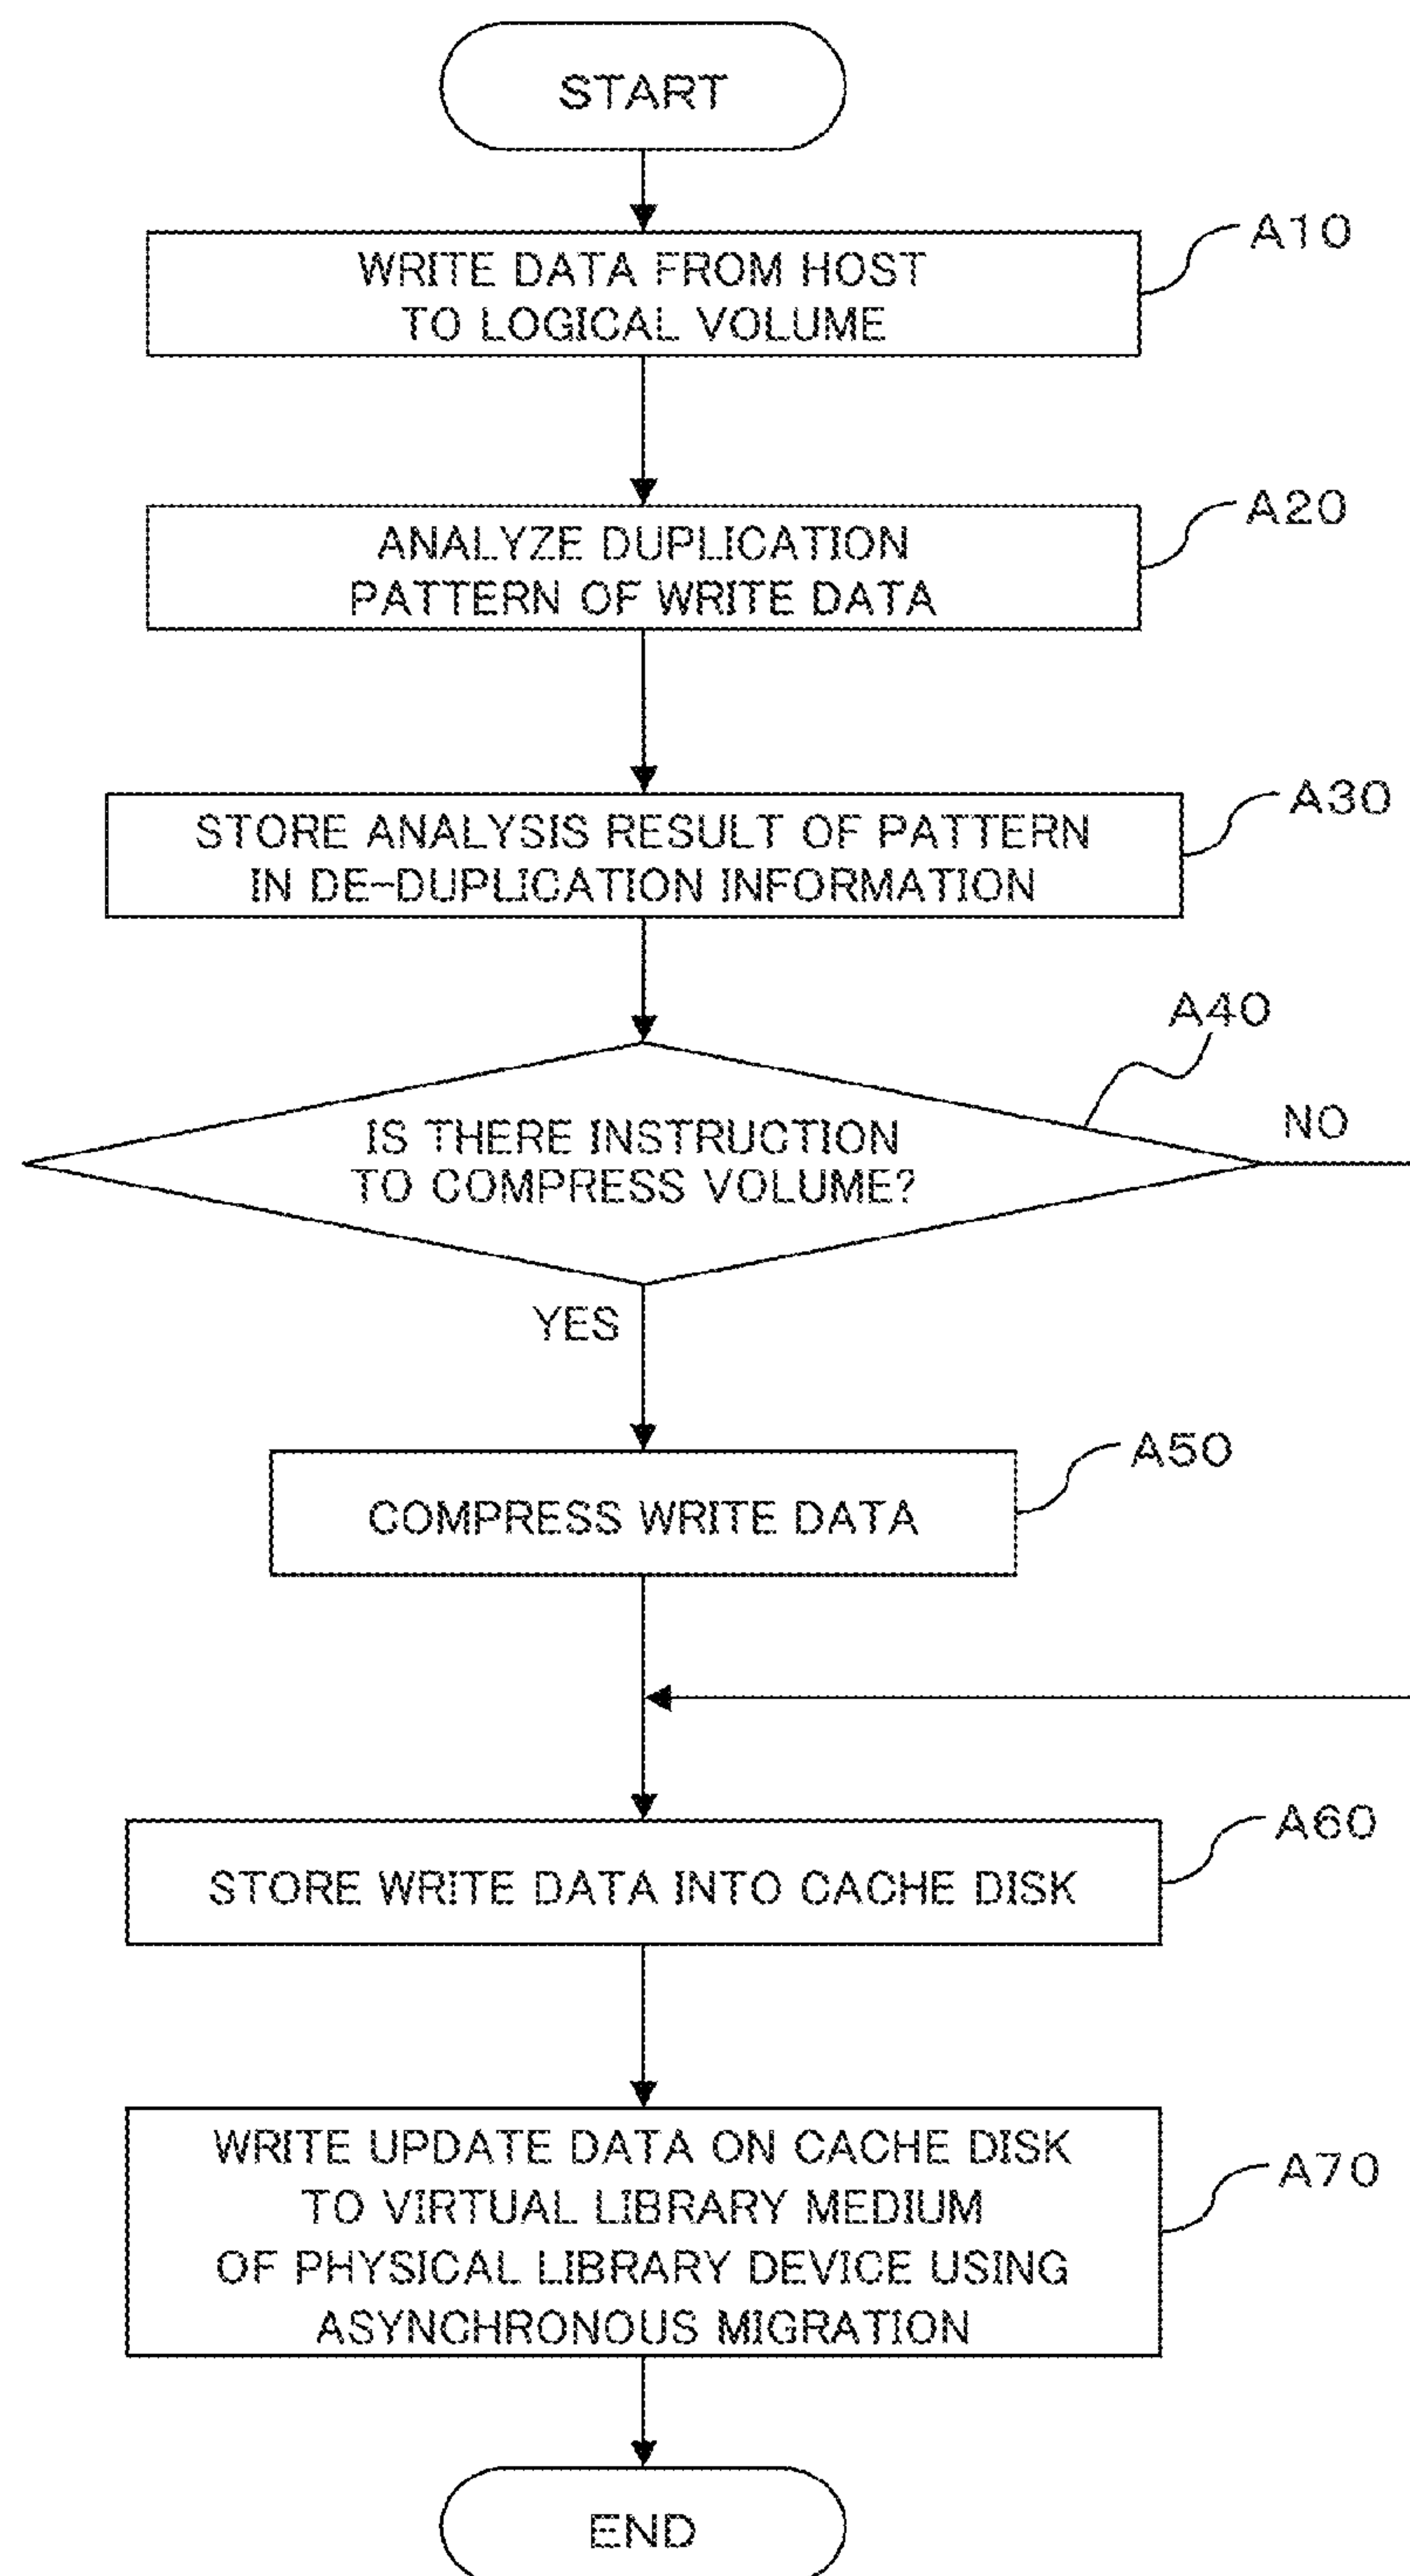 START
A10
WRITE DATA FROM HOST
TO LOGICAL VOLUME
A20
ANALYZE DUPLICATION
PATTERN OF WRITE DATA
A30
STORE ANALYSIS RESULT OF PATTERN
IN DE-DUPLICATION INFORMATION
A40
IS THERE INSTRUCTION
TO COMPRESS VOLUME?
NO
YES
A50
COMPRESS WRITE DATA
A60
STORE WRITE DATA INTO CACHE DISK
A70
WRITE UPDATE DATA ON CACHE DISK
TO VIRTUAL LIBRARY MEDIUM
OF PHYSICAL LIBRARY DEVICE USING
ASYNCHRONOUS MIGRATION
END